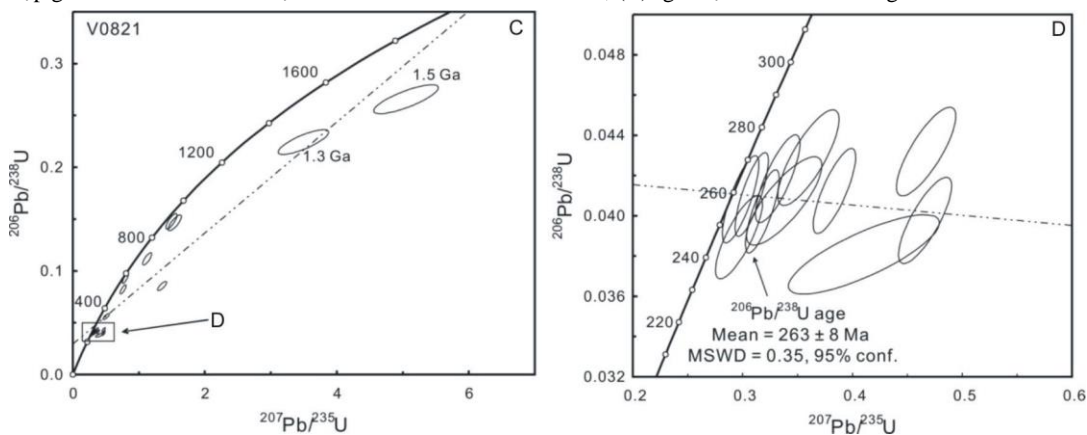 V0821
C
0.3
0.2
0.1
0.0
0
2
4
6
400
800
1200
1600
1.5 Ga
1.3 Ga
D
206Pb/238U
207Pb/235U
D
0.048
0.044
0.040
0.036
0.032
0.2
0.3
0.4
0.5
0.6
300
280
260
240
220
206Pb/238U age
Mean = 263 ± 8 Ma
MSWD = 0.35, 95% conf.
206Pb/238U
207Pb/235U